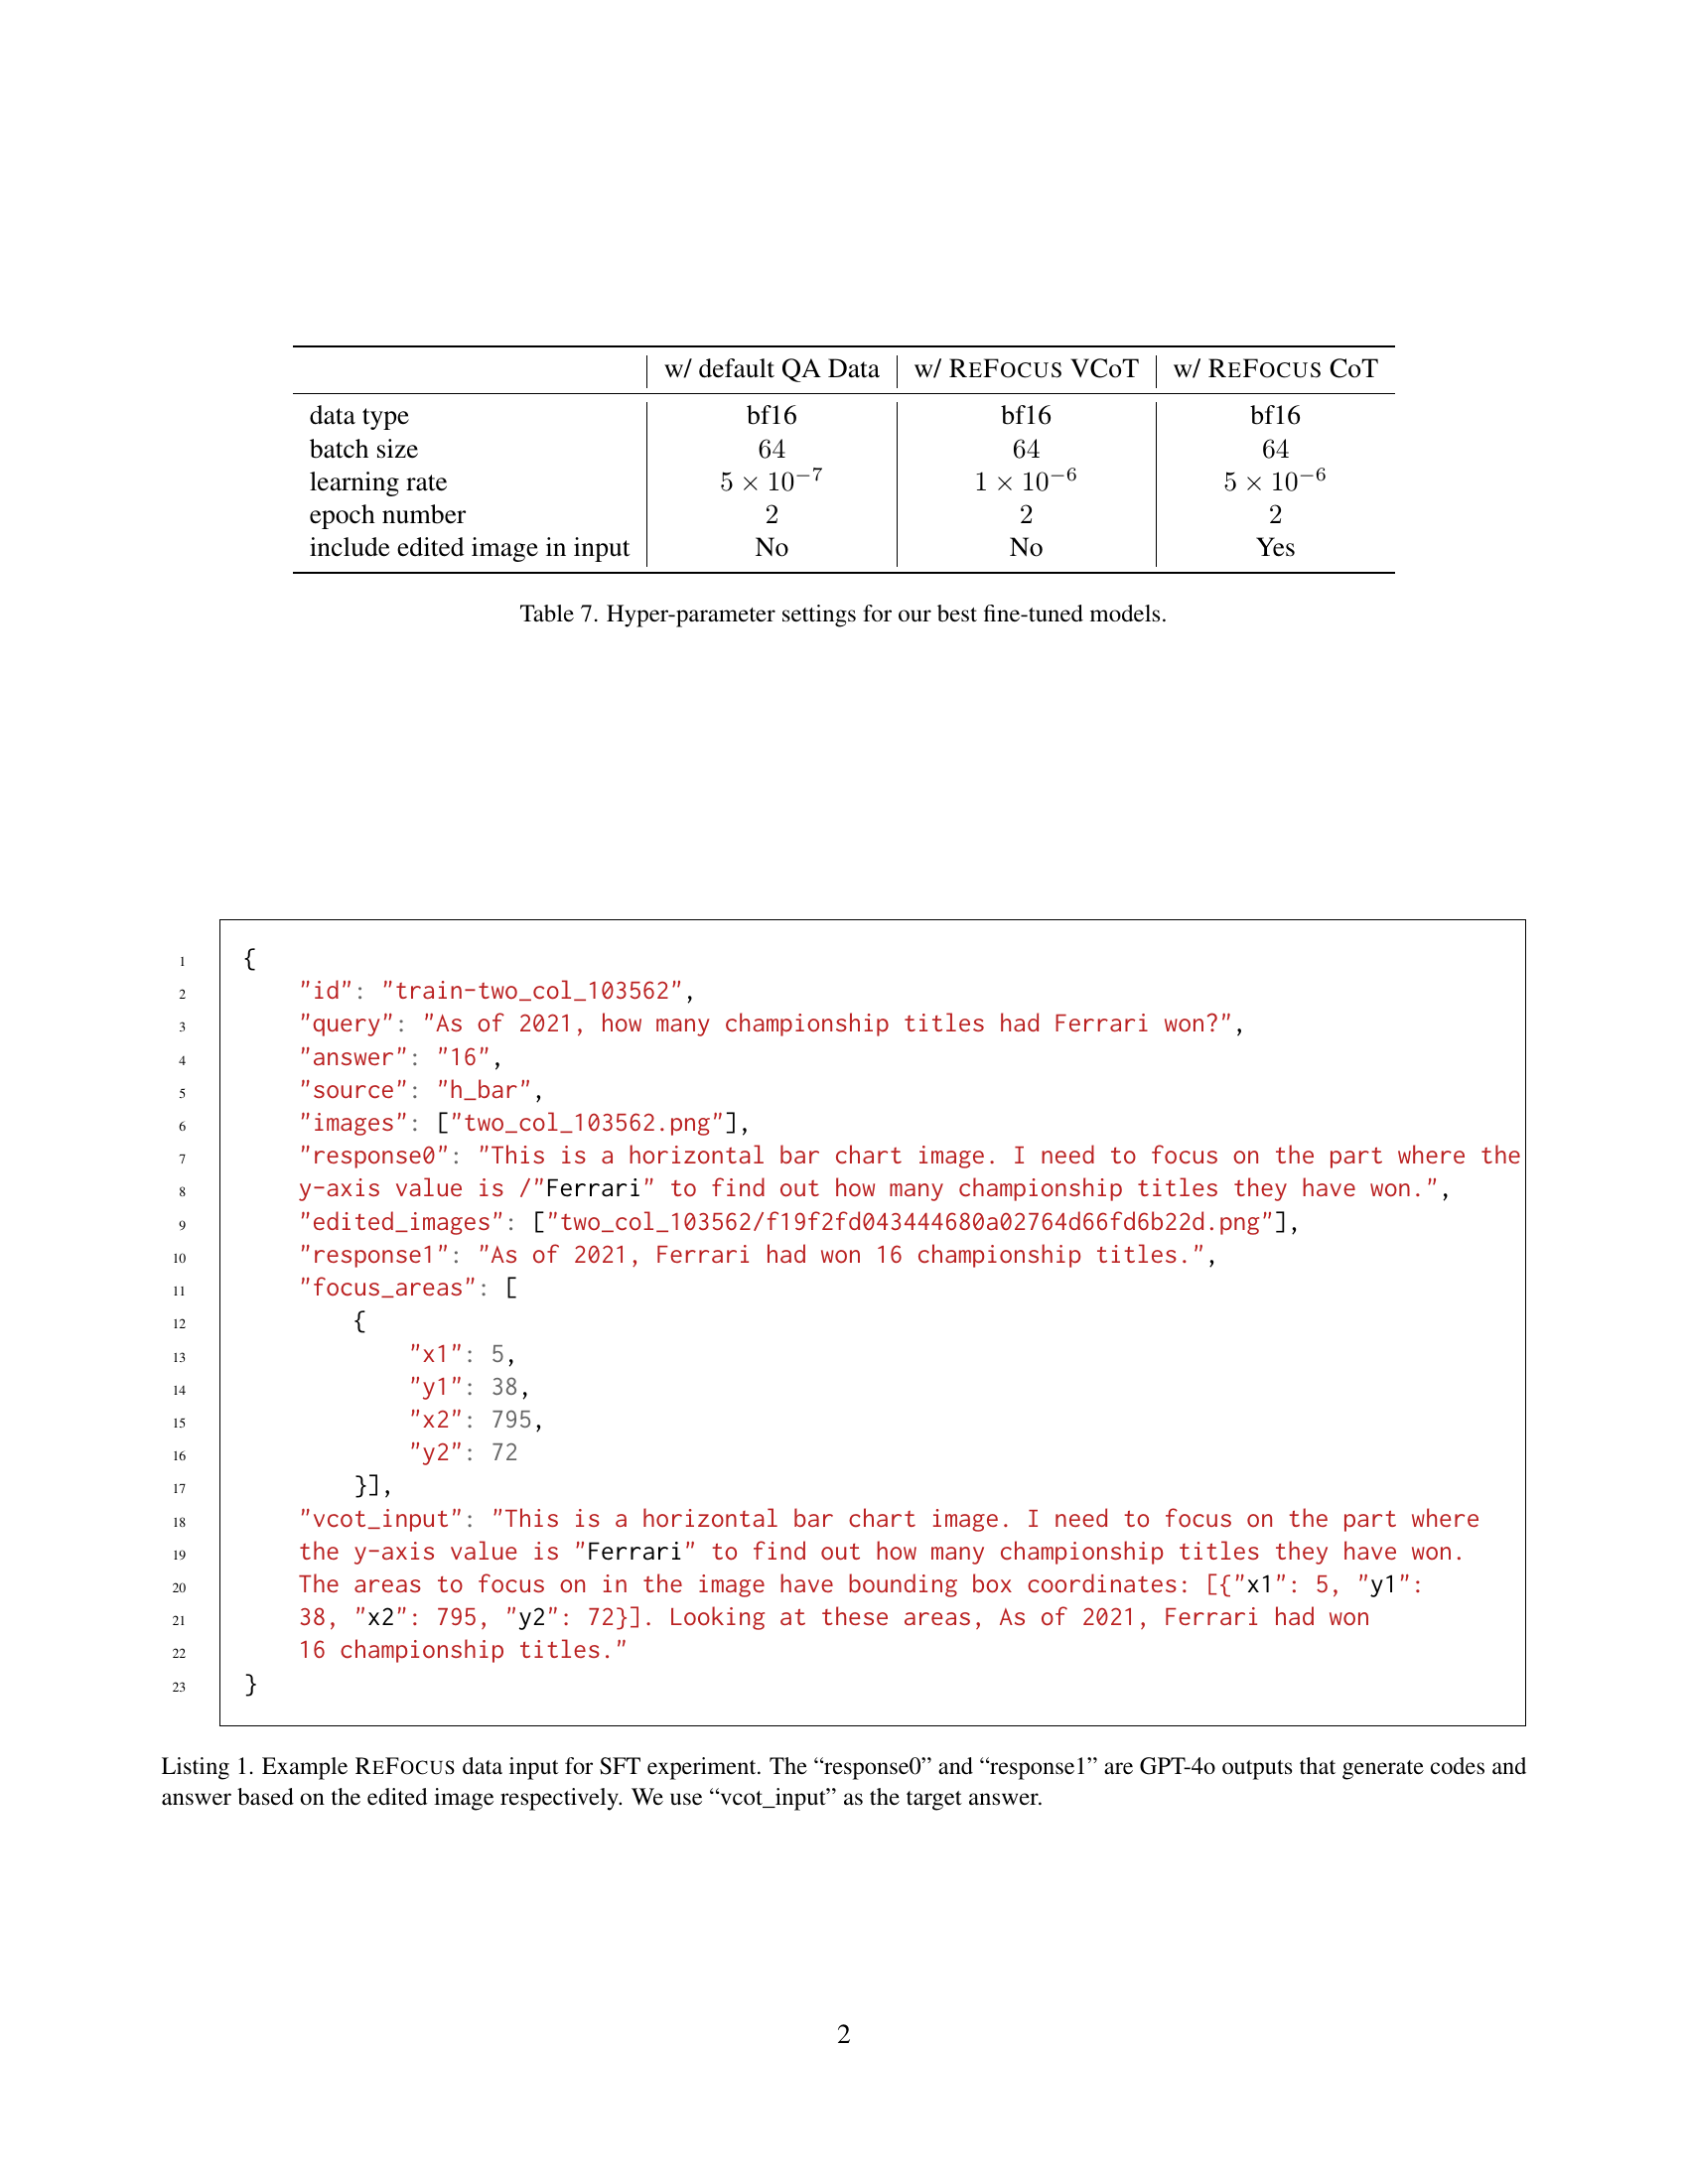 w/ default QA Data w/ REFOCUS VCoT w/ REFOCUS CoT
data type bf16 bf16 bf16
batch size 64 64 64
learning rate 5 × 10⁻⁷ 1 × 10⁻⁶ 5 × 10⁻⁶
epoch number 2 2 2
include edited image in input No No Yes
Table 7. Hyper-parameter settings for our best fine-tuned models.
1 {
2 "id": "train-two_col_103562",
3 "query": "As of 2021, how many championship titles had Ferrari won?",
4 "answer": "16",
5 "source": "h_bar",
6 "images": ["two_col_103562.png"],
7 "response0": "This is a horizontal bar chart image. I need to focus on the part where the
8 y-axis value is /"Ferrari" to find out how many championship titles they have won.",
9 "edited_images": ["two_col_103562/f19f2fd043444680a02764d66fd6b22d.png"],
10 "response1": "As of 2021, Ferrari had won 16 championship titles.",
11 "focus_areas": [
12 {
13 "x1": 5,
14 "y1": 38,
15 "x2": 795,
16 "y2": 72
17 }],
18 "vcot_input": "This is a horizontal bar chart image. I need to focus on the part where
19 the y-axis value is "Ferrari" to find out how many championship titles they have won.
20 The areas to focus on in the image have bounding box coordinates: [{"x1": 5, "y1":
21 38, "x2": 795, "y2": 72}]. Looking at these areas, As of 2021, Ferrari had won
22 16 championship titles."
23 }
Listing 1. Example REFOCUS data input for SFT experiment. The “response0” and “response1” are GPT-4o outputs that generate codes and
answer based on the edited image respectively. We use “vcot_input” as the target answer.
2